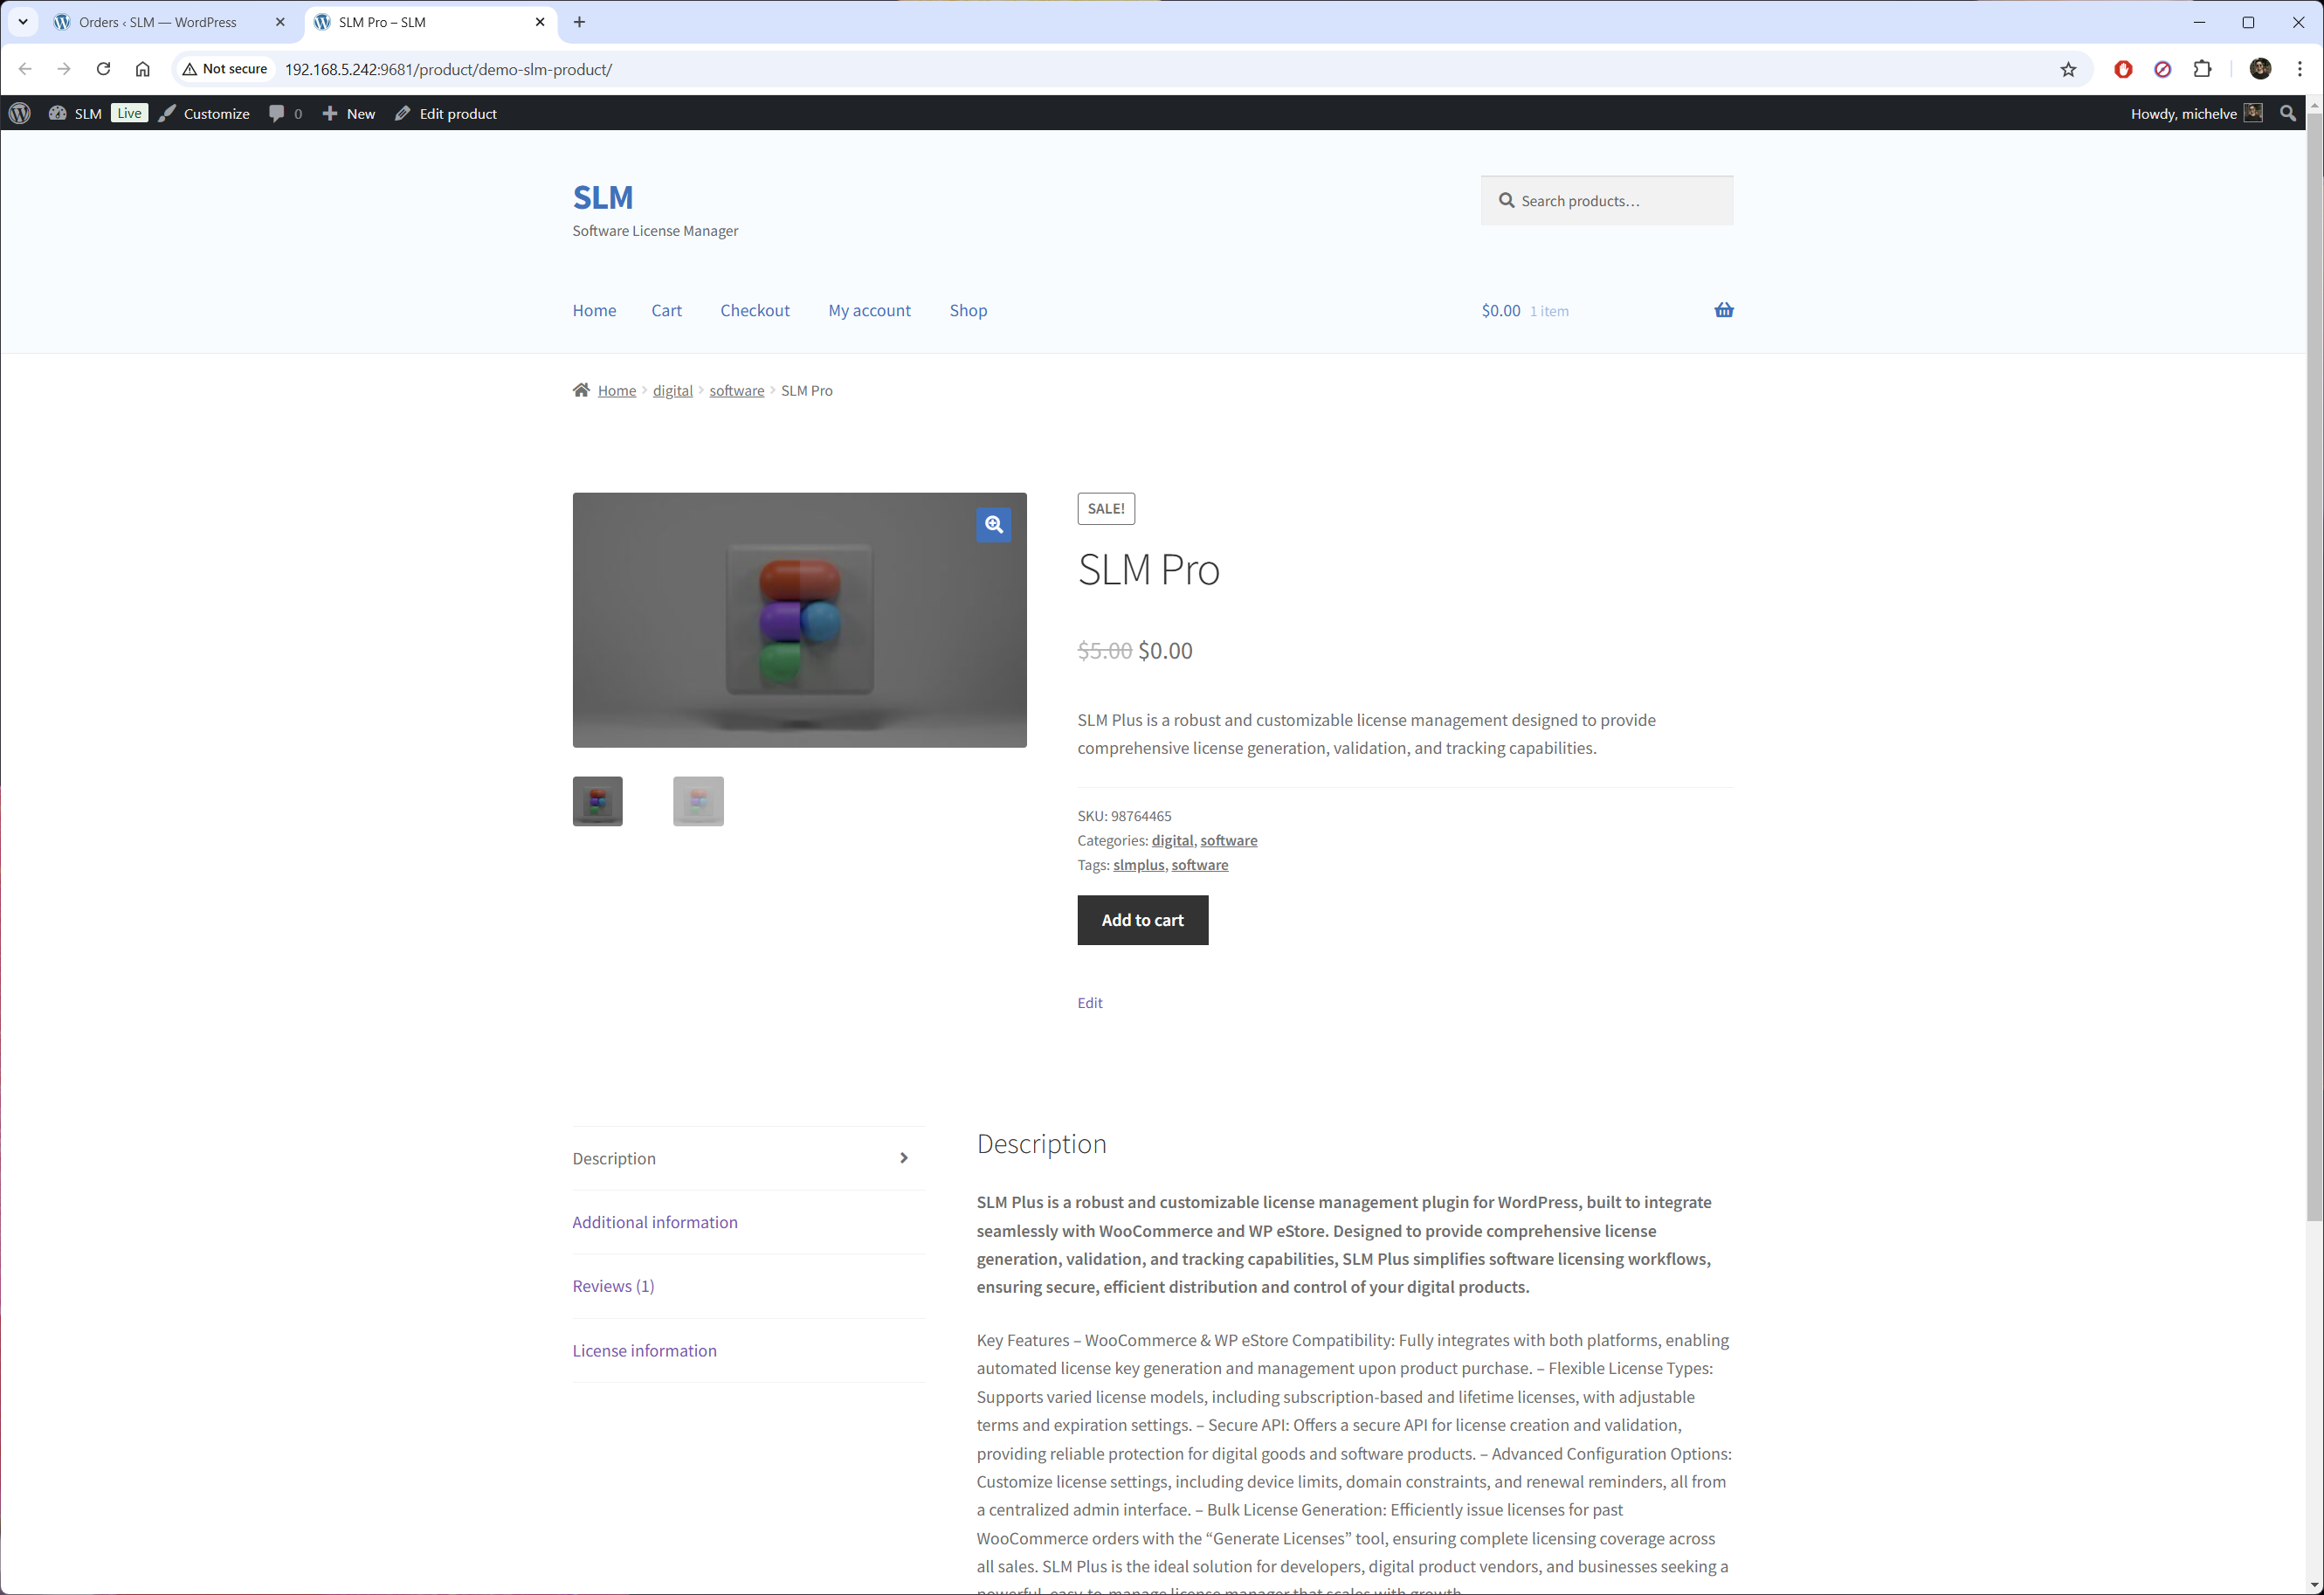 Orders ‹ SLM — WordPress
SLM Pro – SLM
Not secure
192.168.5.242:9681/product/demo-slm-product/
SLM Live Customize 0 New Edit product
Howdy, michelve
SLM
Software License Manager
Search products…
Home Cart Checkout My account Shop
$0.00 1 item
Home digital software SLM Pro
SALE!
SLM Pro
$5.00 $0.00
SLM Plus is a robust and customizable license management designed to provide
comprehensive license generation, validation, and tracking capabilities.
SKU: 98764465
Categories: digital, software
Tags: slmplus, software
Add to cart
Edit
Description
Additional information
Reviews (1)
License information
Description
SLM Plus is a robust and customizable license management plugin for WordPress, built to integrate
seamlessly with WooCommerce and WP eStore. Designed to provide comprehensive license
generation, validation, and tracking capabilities, SLM Plus simplifies software licensing workflows,
ensuring secure, efficient distribution and control of your digital products.
Key Features – WooCommerce & WP eStore Compatibility: Fully integrates with both platforms, enabling
automated license key generation and management upon product purchase. – Flexible License Types:
Supports varied license models, including subscription-based and lifetime licenses, with adjustable
terms and expiration settings. – Secure API: Offers a secure API for license creation and validation,
providing reliable protection for digital goods and software products. – Advanced Configuration Options:
Customize license settings, including device limits, domain constraints, and renewal reminders, all from
a centralized admin interface. – Bulk License Generation: Efficiently issue licenses for past
WooCommerce orders with the “Generate Licenses” tool, ensuring complete licensing coverage across
all sales. SLM Plus is the ideal solution for developers, digital product vendors, and businesses seeking a
powerful, easy-to-manage license manager that scales with growth.